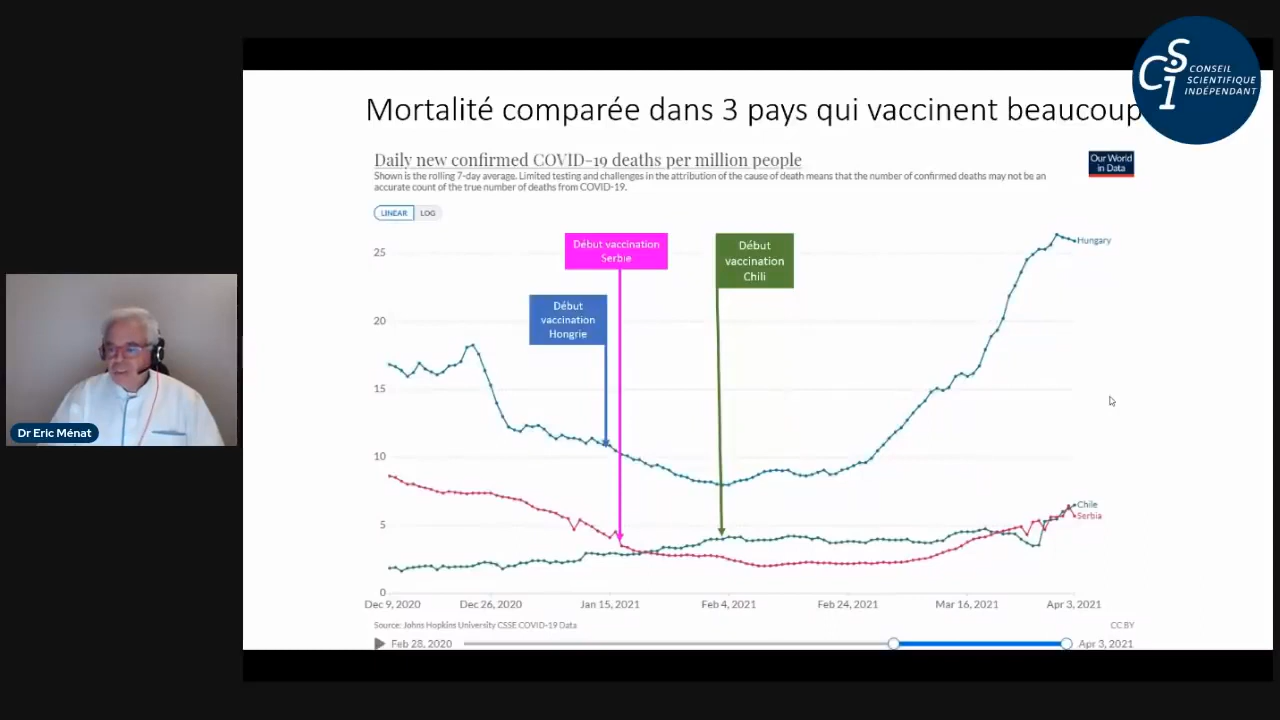 CSI
CONSEIL
SCIENTIFIQUE
INDÉPENDANT
Mortalité comparée dans 3 pays qui vaccinent beaucoup
Daily new confirmed COVID-19 deaths per million people
Shown is the rolling 7-day average. Limited testing and challenges in the attribution of the cause of death means that the number of confirmed deaths may not be an
accurate count of the true number of deaths from COVID-19.
Our World
in Data
LINEAR LOG
Début vaccination
Serbie
Début
vaccination
Chili
Début
vaccination
Hongrie
25
20
15
10
5
0
Hungary
Chile
Serbia
Dec 9, 2020 Dec 26, 2020 Jan 15, 2021 Feb 4, 2021 Feb 24, 2021 Mar 16, 2021 Apr 3, 2021
Source: Johns Hopkins University CSSE COVID-19 Data CC BY
Feb 28, 2020 Apr 3, 2021
Dr Eric Ménat